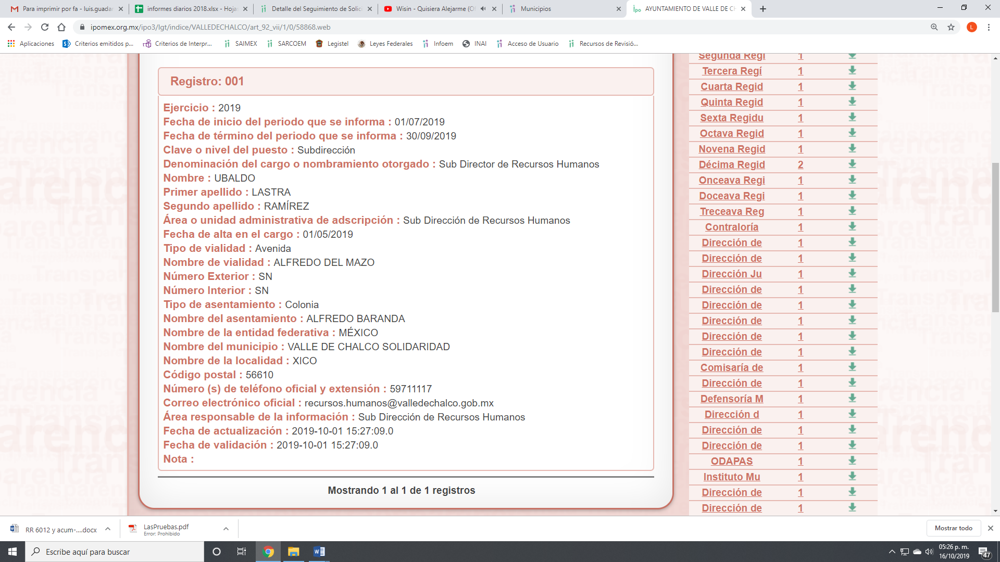 Para imprimir por fa - luis.guadar
informes diarios 2018.xlsx - Hoja
Detalle del Seguimiento de Solici
Wisin - Quisiera Alejarme (Of
Municipios
AYUNTAMIENTO DE VALLE DE CH
ipomex.org.mx/ipo3/lgt/indice/VALLEDECHALCO/art_92_vii/1/0/58868.web
L
Aplicaciones
Criterios emitidos p...
Criterios de Interpr...
SAIMEX
SARCOEM
Legistel
Leyes Federales
Infoem
INAI
Acceso de Usuario
Recursos de Revisió...
Registro: 001
Ejercicio : 2019
Fecha de inicio del periodo que se informa : 01/07/2019
Fecha de término del periodo que se informa : 30/09/2019
Clave o nivel del puesto : Subdirección
Denominación del cargo o nombramiento otorgado : Sub Director de Recursos Humanos
Nombre : UBALDO
Primer apellido : LASTRA
Segundo apellido : RAMÍREZ
Área o unidad administrativa de adscripción : Sub Dirección de Recursos Humanos
Fecha de alta en el cargo : 01/05/2019
Tipo de vialidad : Avenida
Nombre de vialidad : ALFREDO DEL MAZO
Número Exterior : SN
Número Interior : SN
Tipo de asentamiento : Colonia
Nombre del asentamiento : ALFREDO BARANDA
Nombre de la entidad federativa : MÉXICO
Nombre del municipio : VALLE DE CHALCO SOLIDARIDAD
Nombre de la localidad : XICO
Código postal : 56610
Número (s) de teléfono oficial y extensión : 59711117
Correo electrónico oficial : recursos.humanos@valledechalco.gob.mx
Área responsable de la información : Sub Dirección de Recursos Humanos
Fecha de actualización : 2019-10-01 15:27:09.0
Fecha de validación : 2019-10-01 15:27:09.0
Nota :
Mostrando 1 al 1 de 1 registros
Segunda Regi 1
Tercera Regí 1
Cuarta Regid 1
Quinta Regid 1
Sexta Regidu 1
Octava Regid 1
Novena Regid 1
Décima Regid 2
Onceava Regi 1
Doceava Regi 1
Treceava Reg 1
Contraloría 1
Dirección de 1
Dirección de 1
Dirección Ju 1
Dirección de 1
Dirección de 1
Dirección de 1
Dirección de 1
Dirección de 1
Comisaría de 1
Dirección de 1
Defensoría M 1
Dirección d 1
Dirección de 1
Dirección de 1
ODAPAS 1
Instituto Mu 1
Dirección de 1
Dirección de 1
RR 6012 y acum-....docx
LasPruebas.pdf
Error: Prohibido
Mostrar todo
Escribe aquí para buscar
05:26 p. m.
16/10/2019
47